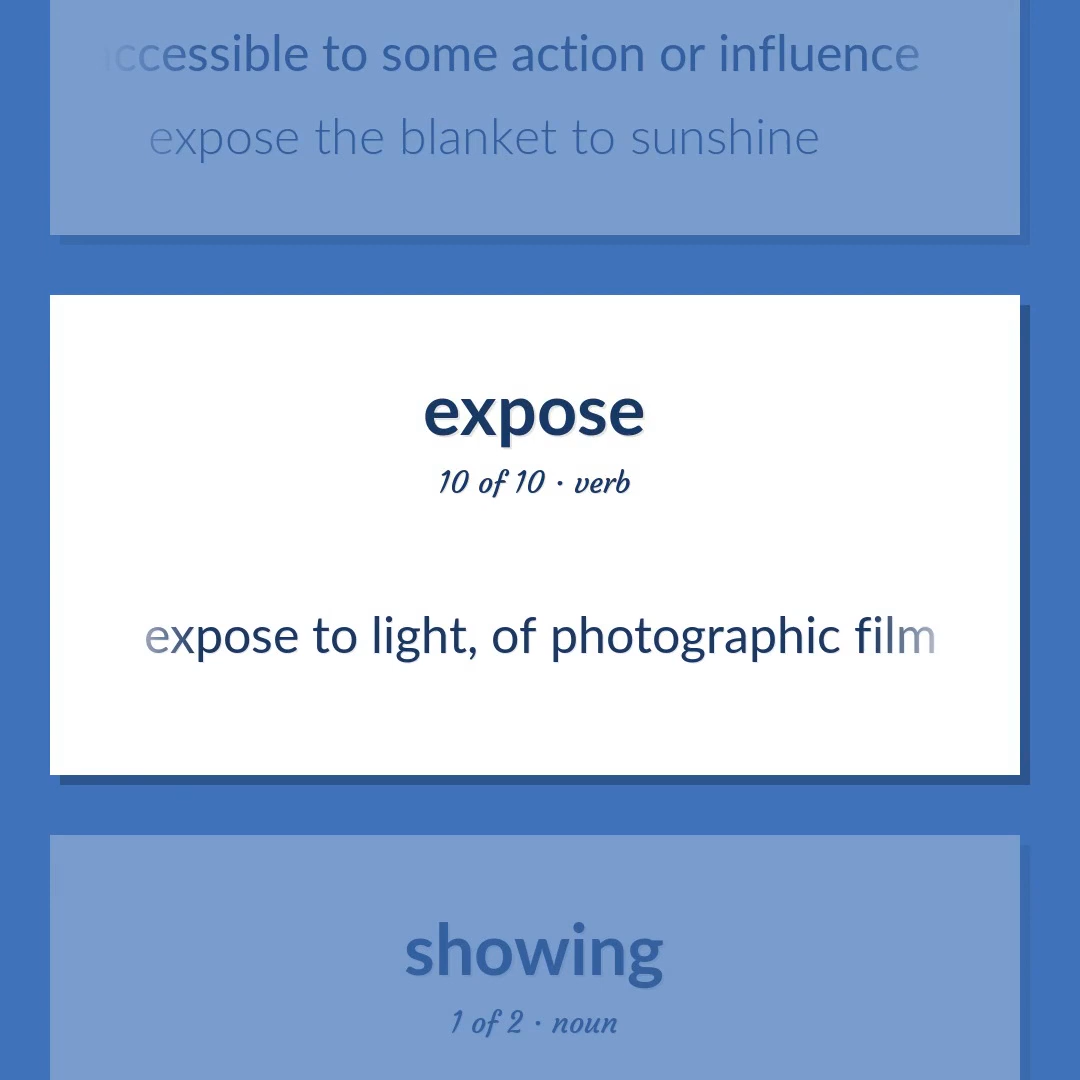 accessible to some action or influence
expose the blanket to sunshine
expose
10 of 10 · verb
expose to light, of photographic film
showing
1 of 2 · noun